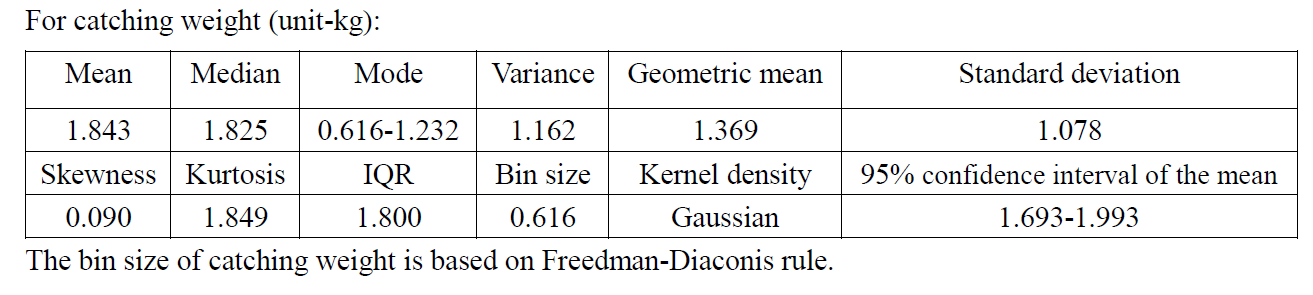 For catching weight (unit-kg):
Mean Median Mode Variance Geometric mean Standard deviation
1.843 1.825 0.616-1.232 1.162 1.369 1.078
Skewness Kurtosis IQR Bin size Kernel density 95% confidence interval of the mean
0.090 1.849 1.800 0.616 Gaussian 1.693-1.993
The bin size of catching weight is based on Freedman-Diaconis rule.